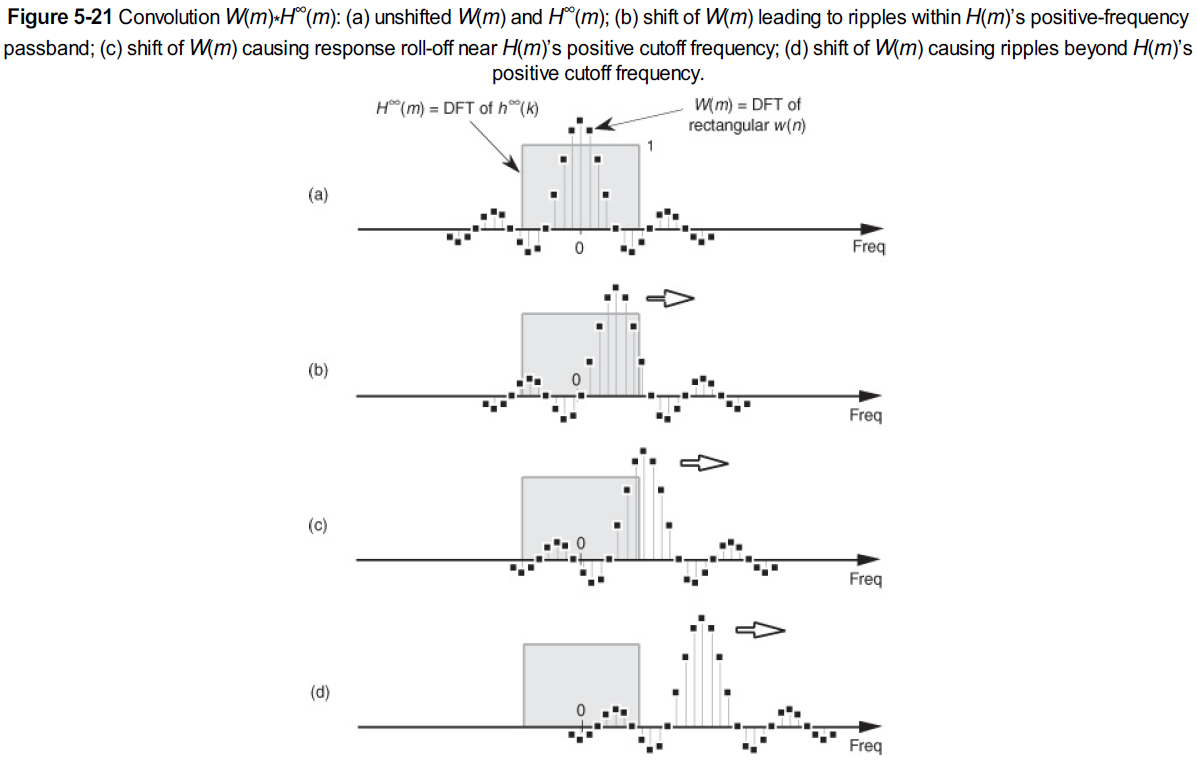 Figure 5-21 Convolution W(m)*H∞(m): (a) unshifted W(m) and H∞(m); (b) shift of W(m) leading to ripples within H(m)'s positive-frequency
passband; (c) shift of W(m) causing response roll-off near H(m)'s positive cutoff frequency; (d) shift of W(m) causing ripples beyond H(m)'s
positive cutoff frequency.
H∞(m) = DFT of h∞(k)
W(m) = DFT of
rectangular w(n)
1
(a)
0
Freq
(b)
0
Freq
(c)
0
Freq
(d)
0
Freq